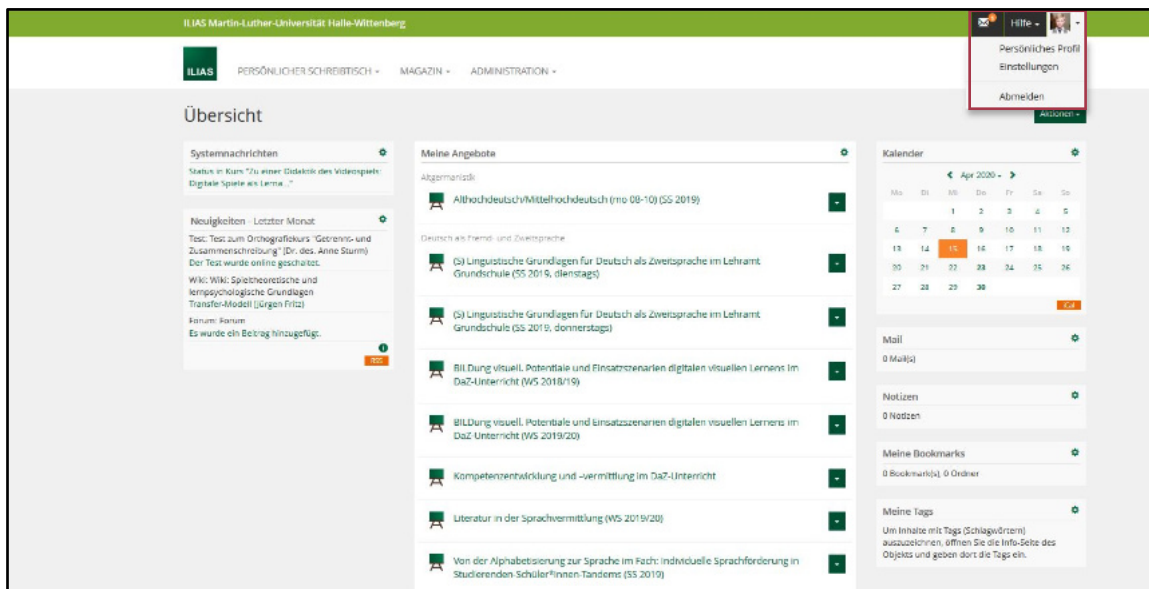 ILIAS Martin-Luther-Universität Halle-Wittenberg
Hilfe
Persönliches Profil
Einstellungen
Abmelden
ILIAS
PERSÖNLICHER SCHREIBTISCH
MAGAZIN
ADMINISTRATION
Übersicht
Aktionen
Systemnachrichten
Status in Kurs "Zu einer Didaktik des Videospiels:
Digitale Spiele als Lerna..."
Neuigkeiten - Letzter Monat
Test: Test zum Orthografiekurs "Getrennt- und
Zusammenschreibung" (Dr. des. Anne Sturm)
Der Test wurde online geschaltet.
Wiki: Wiki: Spieltheoretische und
lernpsychologische Grundlagen
Transfer-Modell (Jürgen Fritz)
Forum: Forum
Es wurde ein Beitrag hinzugefügt.
RSS
Meine Angebote
Altgermanistik
Althochdeutsch/Mittelhochdeutsch (mo 08-10) (SS 2019)
Deutsch als Fremd- und Zweitsprache
(S) Linguistische Grundlagen für Deutsch als Zweitsprache im Lehramt
Grundschule (SS 2019, dienstags)
(S) Linguistische Grundlagen für Deutsch als Zweitsprache im Lehramt
Grundschule (SS 2019, donnerstags)
BILDung visuell. Potentiale und Einsatzszenarien digitalen visuellen Lernens im
DaZ-Unterricht (WS 2018/19)
BILDung visuell. Potentiale und Einsatzszenarien digitalen visuellen Lernens im
DaZ-Unterricht (WS 2019/20)
Kompetenzentwicklung und -vermittlung im DaZ-Unterricht
Literatur in der Sprachvermittlung (WS 2019/20)
Von der Alphabetisierung zur Sprache im Fach: Individuelle Sprachförderung in
Studierenden-Schüler*innen-Tandems (SS 2019)
Kalender
Apr 2020
Mo Di Mi Do Fr Sa So
1 2 3 4 5
6 7 8 9 10 11 12
13 14 15 16 17 18 19
20 21 22 23 24 25 26
27 28 29 30
iCal
Mail
0 Mail(s)
Notizen
0 Notizen
Meine Bookmarks
0 Bookmark(s), 0 Ordner
Meine Tags
Um Inhalte mit Tags (Schlagwörtern)
auszuzeichnen, öffnen Sie die Info-Seite des
Objekts und geben dort die Tags ein.